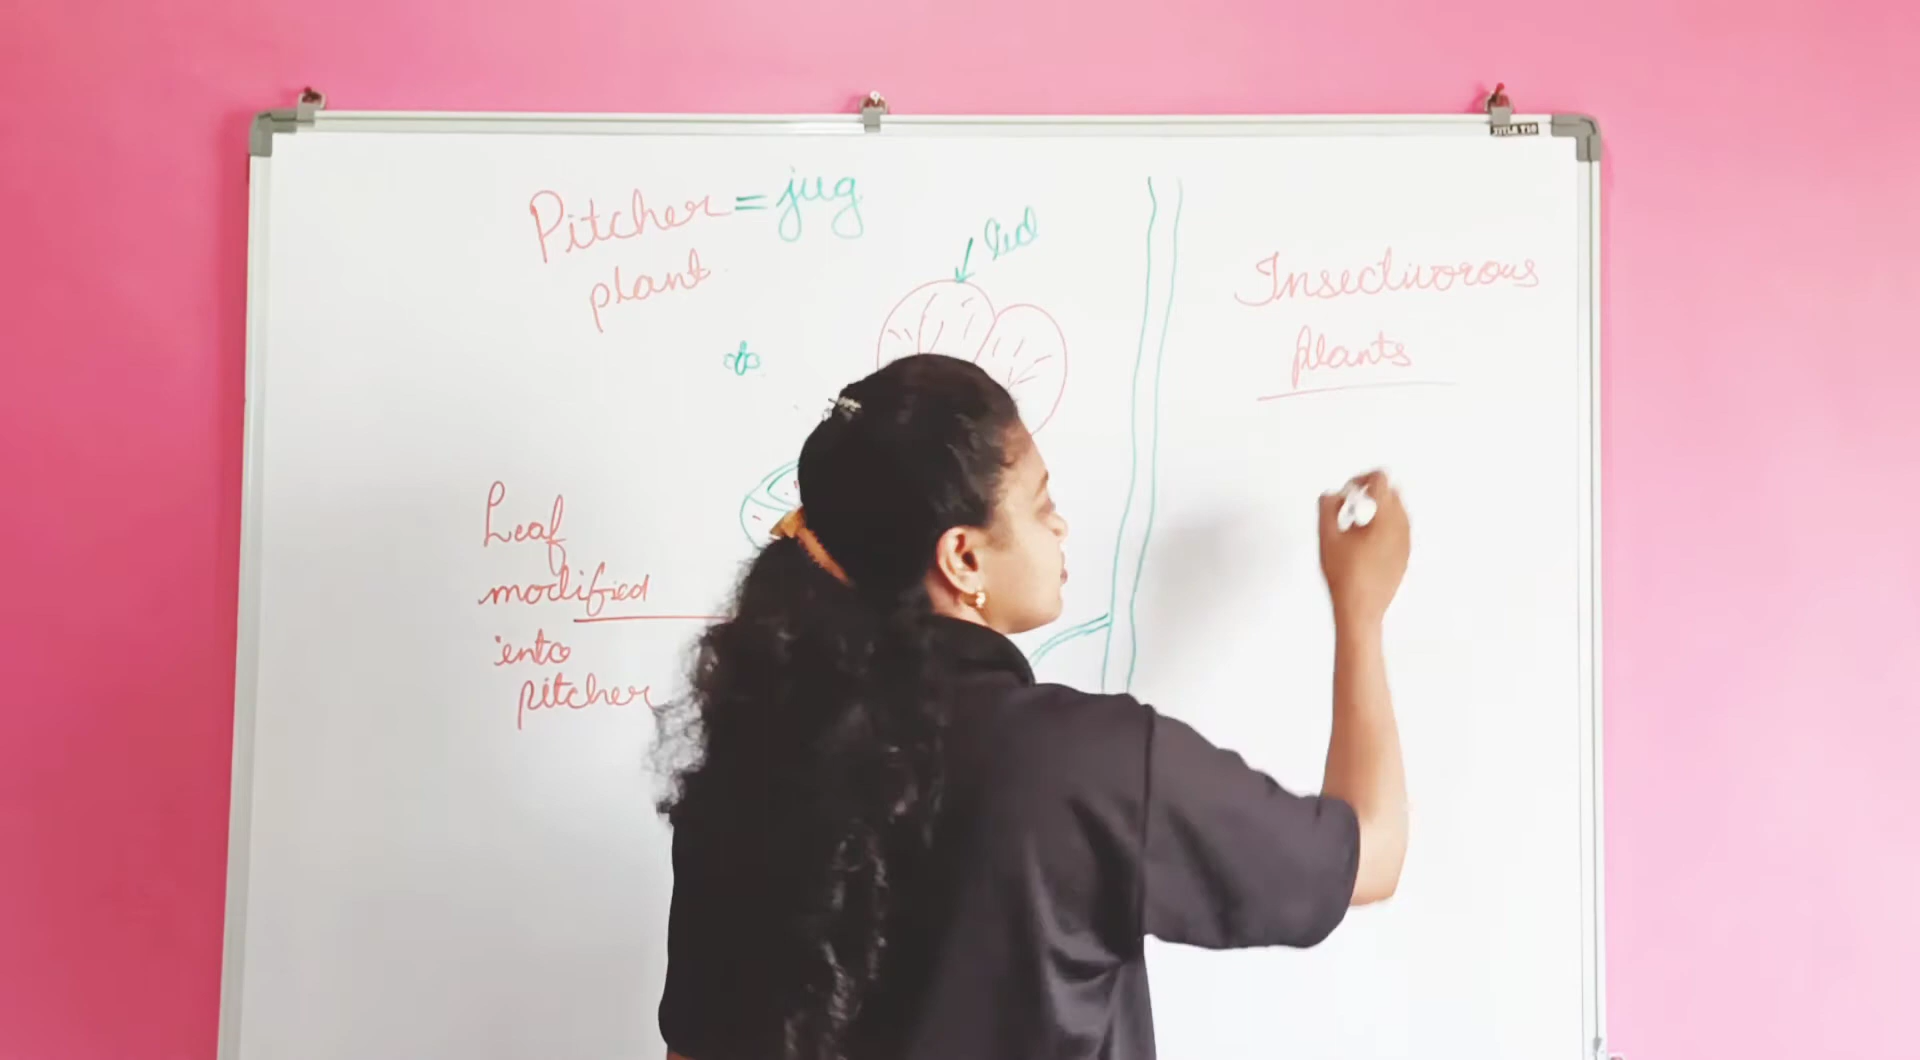 Pitcher = jug
plant
lid
Insectivorous
plants
Leaf
modified
into
pitcher